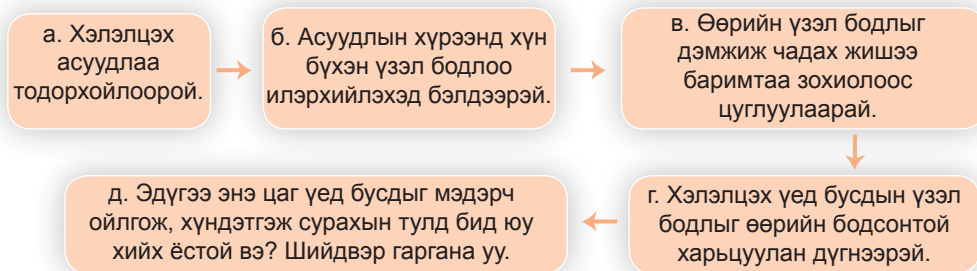 а. Хэлэлцэх
асуудлаа
тодорхойлоорой.
б. Асуудлын хүрээнд хүн
бүхэн үзэл бодлоо
илэрхийлэхэд бэлдээрэй.
в. Өөрийн үзэл бодлыг
дэмжиж чадах жишээ
баримтаа зохиолоос
цуглуулаарай.
г. Хэлэлцэх үед бусдын үзэл
бодлыг өөрийн бодсонтой
харьцуулан дүгнээрэй.
д. Эдүгээ энэ цаг үед бусдыг мэдэрч
ойлгож, хүндэтгэж сурахын тулд бид юу
хийх ёстой вэ? Шийдвэр гаргана уу.